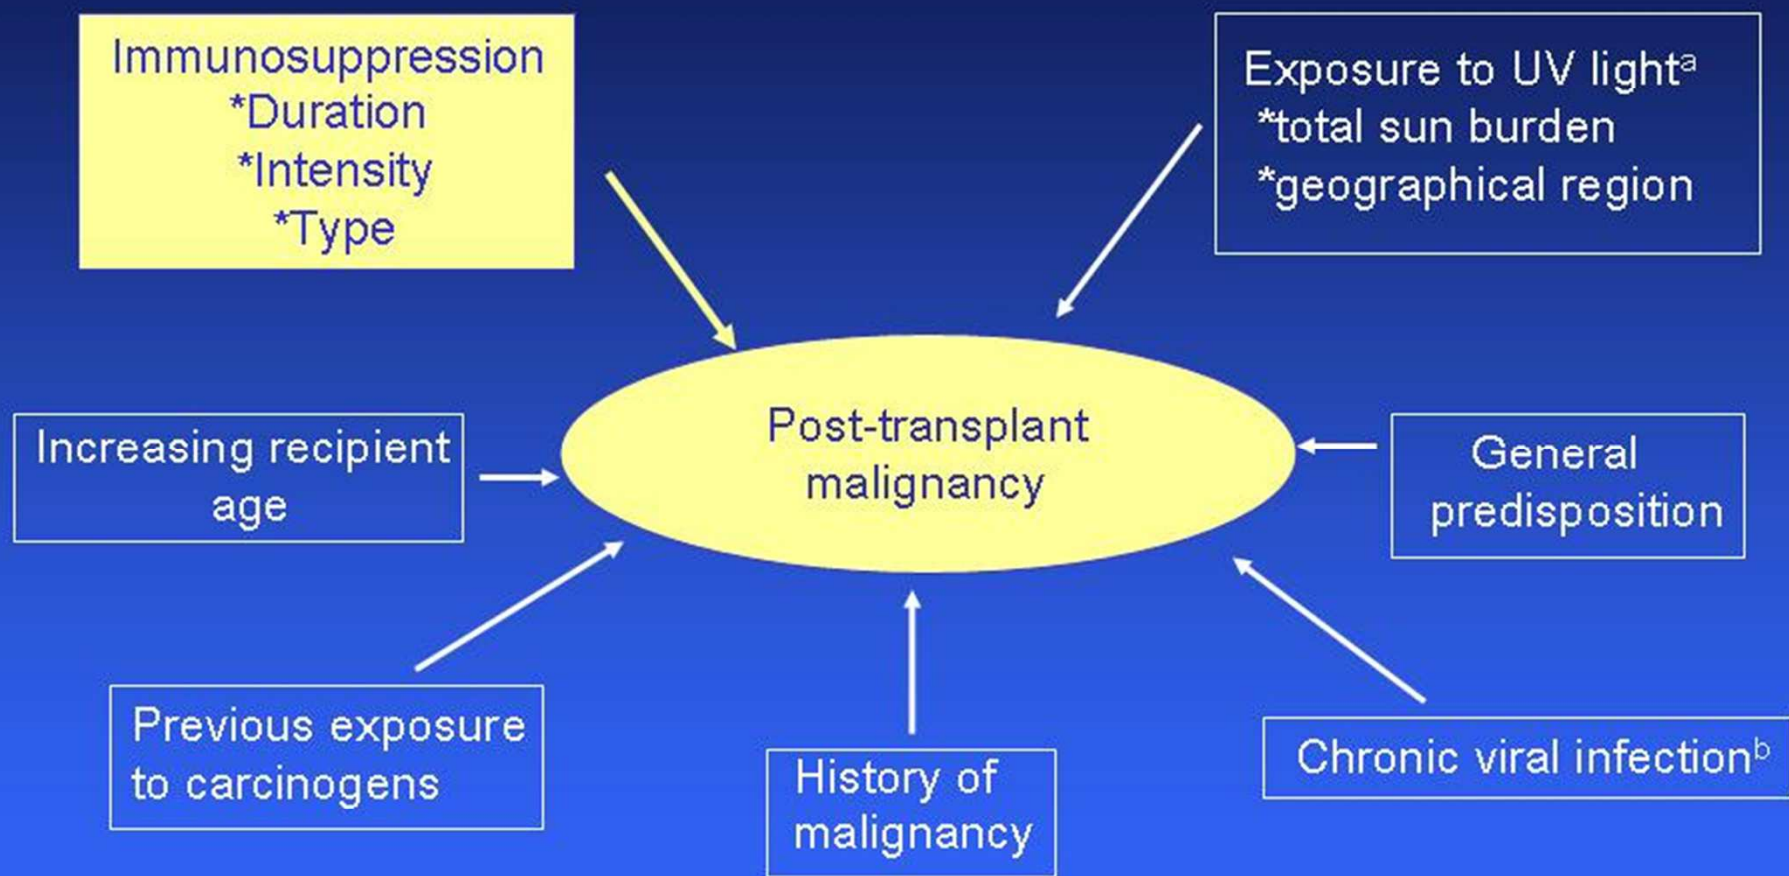 Immunosuppression
*Duration
*Intensity
*Type
Exposure to UV lightᵃ
*total sun burden
*geographical region
Post-transplant
malignancy
Increasing recipient
age
General
predisposition
Previous exposure
to carcinogens
History of
malignancy
Chronic viral infectionᵇ